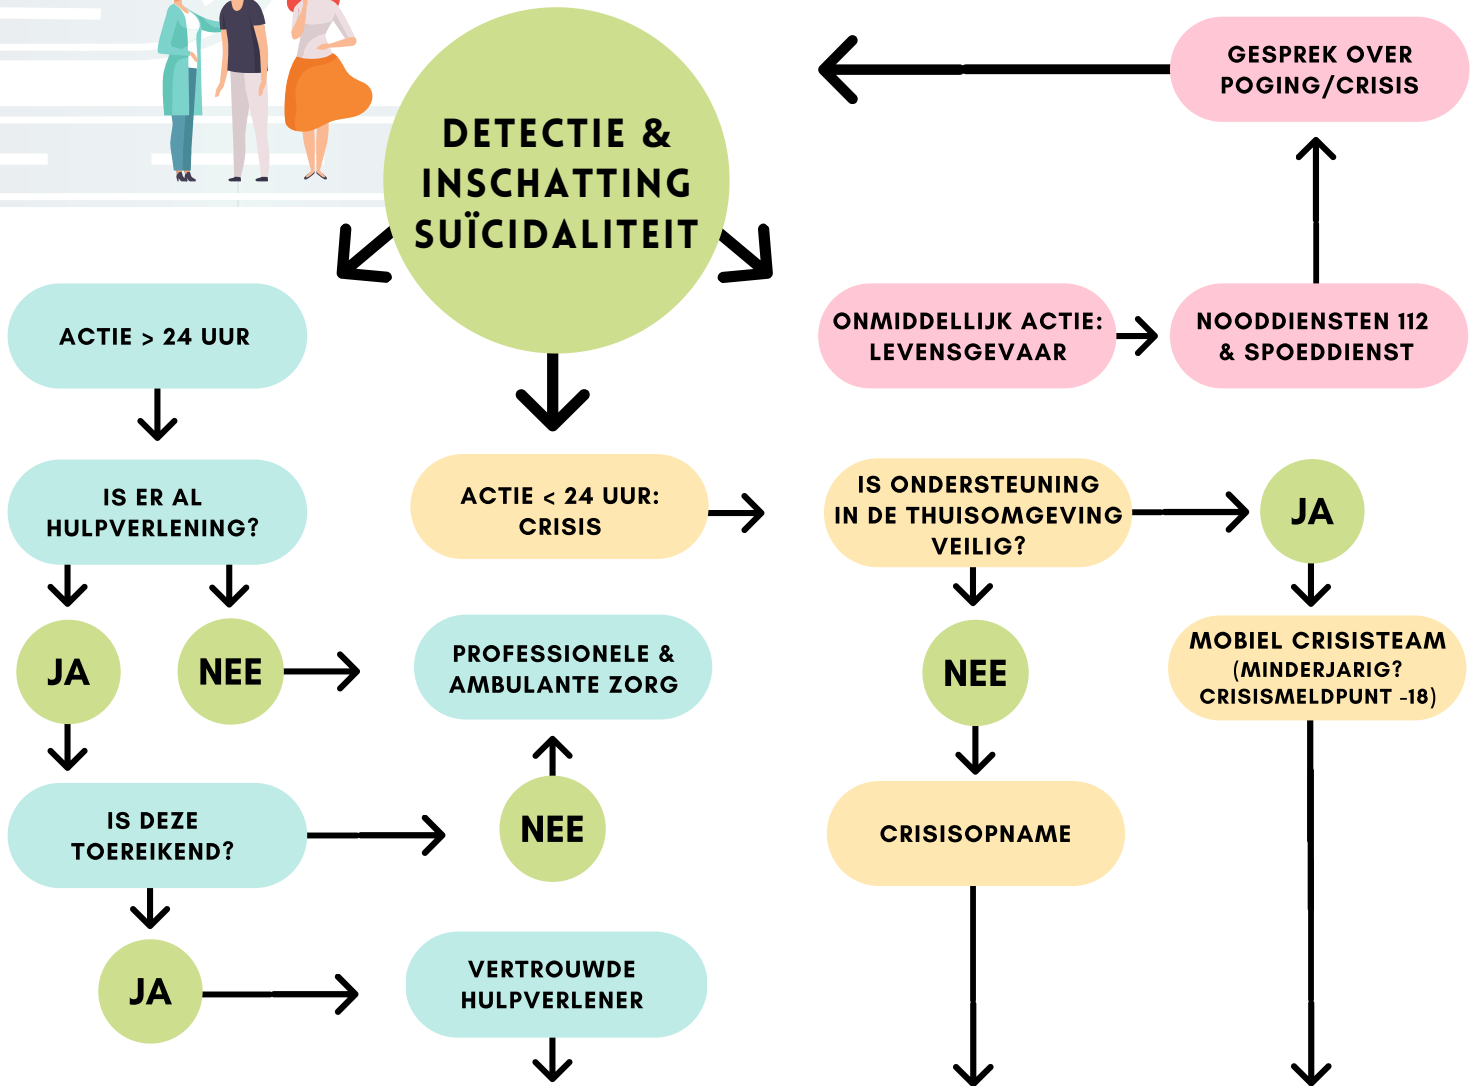 DETECTIE &
INSCHATTING
SUÏCIDALITEIT
GESPREK OVER
POGING/CRISIS
ACTIE > 24 UUR
ONMIDDELLIJK ACTIE:
LEVENSGEVAAR
NOODDIENSTEN 112
& SPOEDDIENST
IS ER AL
HULPVERLENING?
ACTIE < 24 UUR:
CRISIS
IS ONDERSTEUNING
IN DE THUISOMGEVING
VEILIG?
JA
JA
NEE
PROFESSIONELE &
AMBULANTE ZORG
NEE
MOBIEL CRISISTEAM
(MINDERJARIG?
CRISISMELDPUNT -18)
IS DEZE
TOEREIKEND?
NEE
CRISISOPNAME
JA
VERTROUWDE
HULPVERLENER